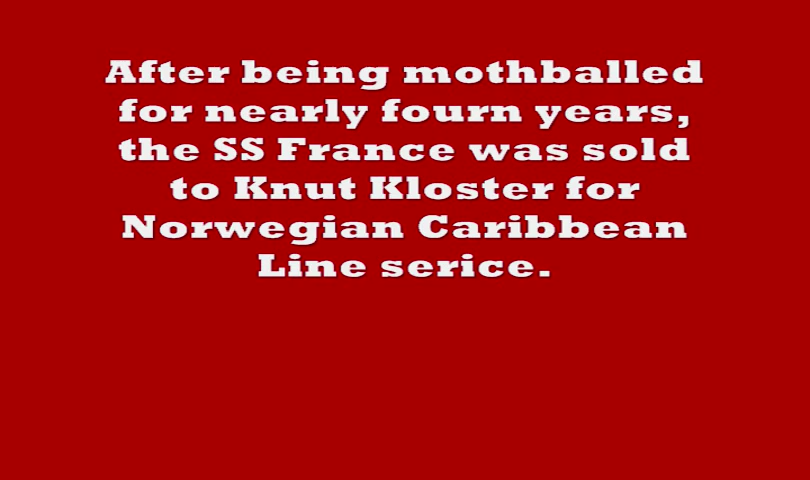 After being mothballed
for nearly fourn years,
the SS France was sold
to Knut Kloster for
Norwegian Caribbean
Line serice.